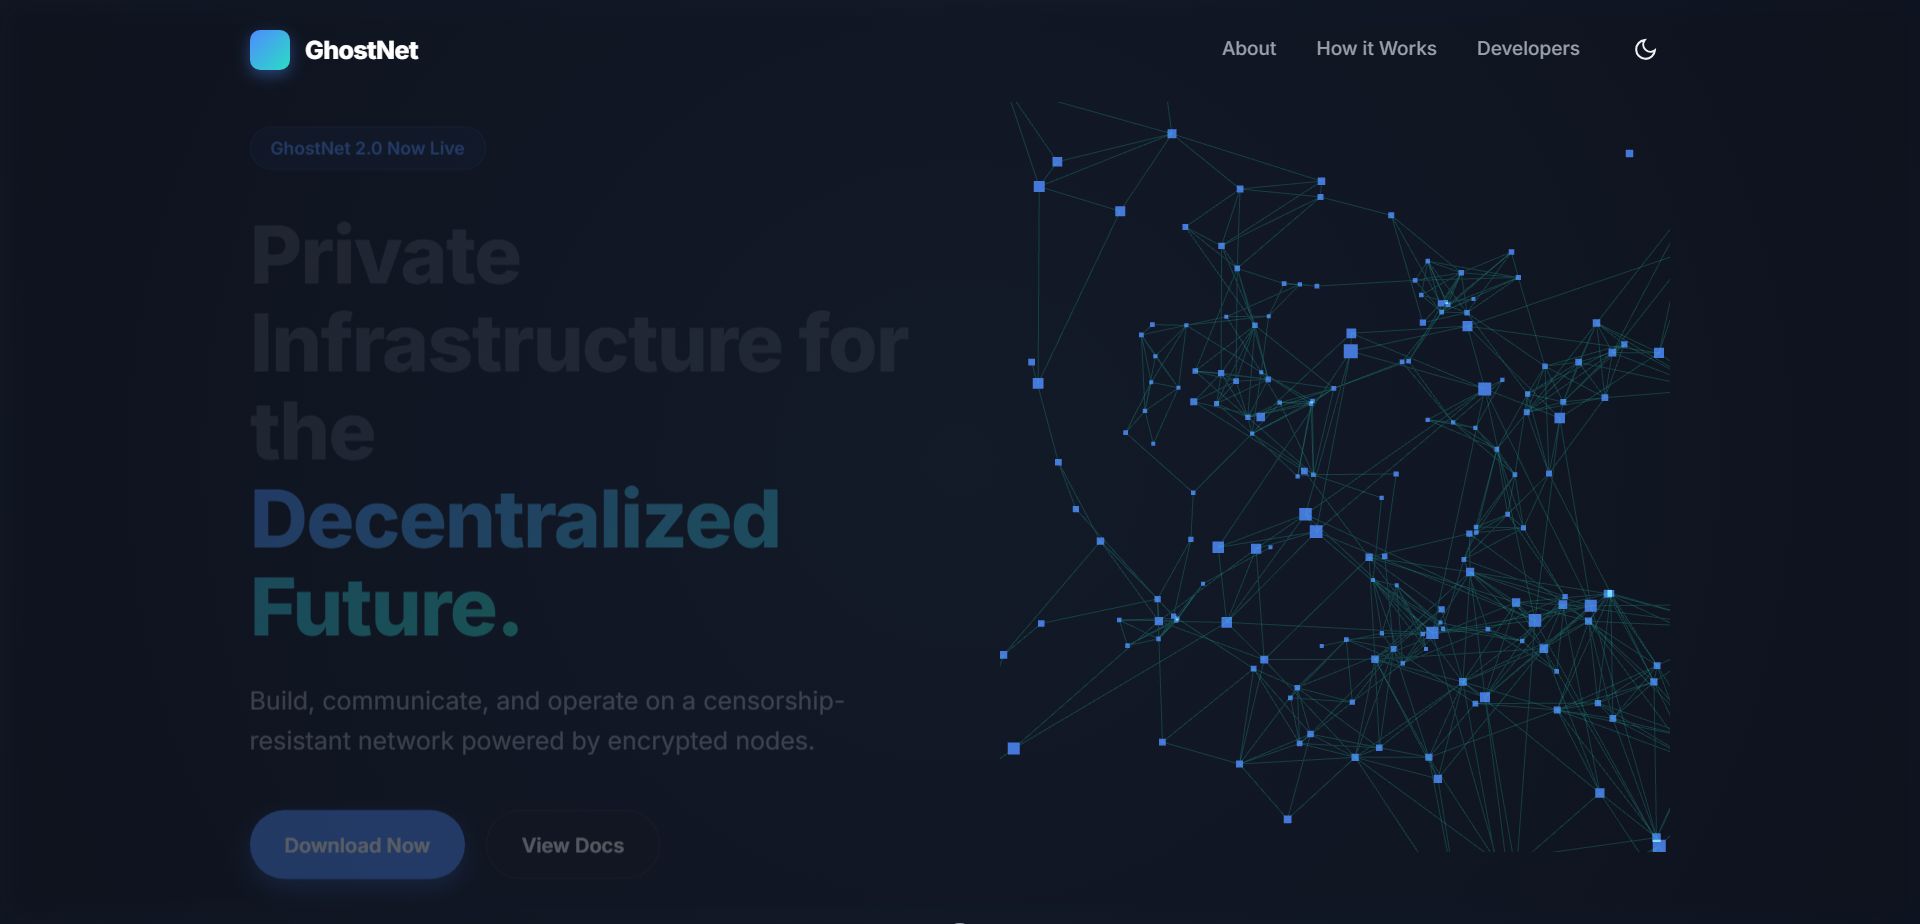 GhostNet
About How it Works Developers
GhostNet 2.0 Now Live
Private
Infrastructure for
the
Decentralized
Future.
Build, communicate, and operate on a censorship-
resistant network powered by encrypted nodes.
Download Now View Docs